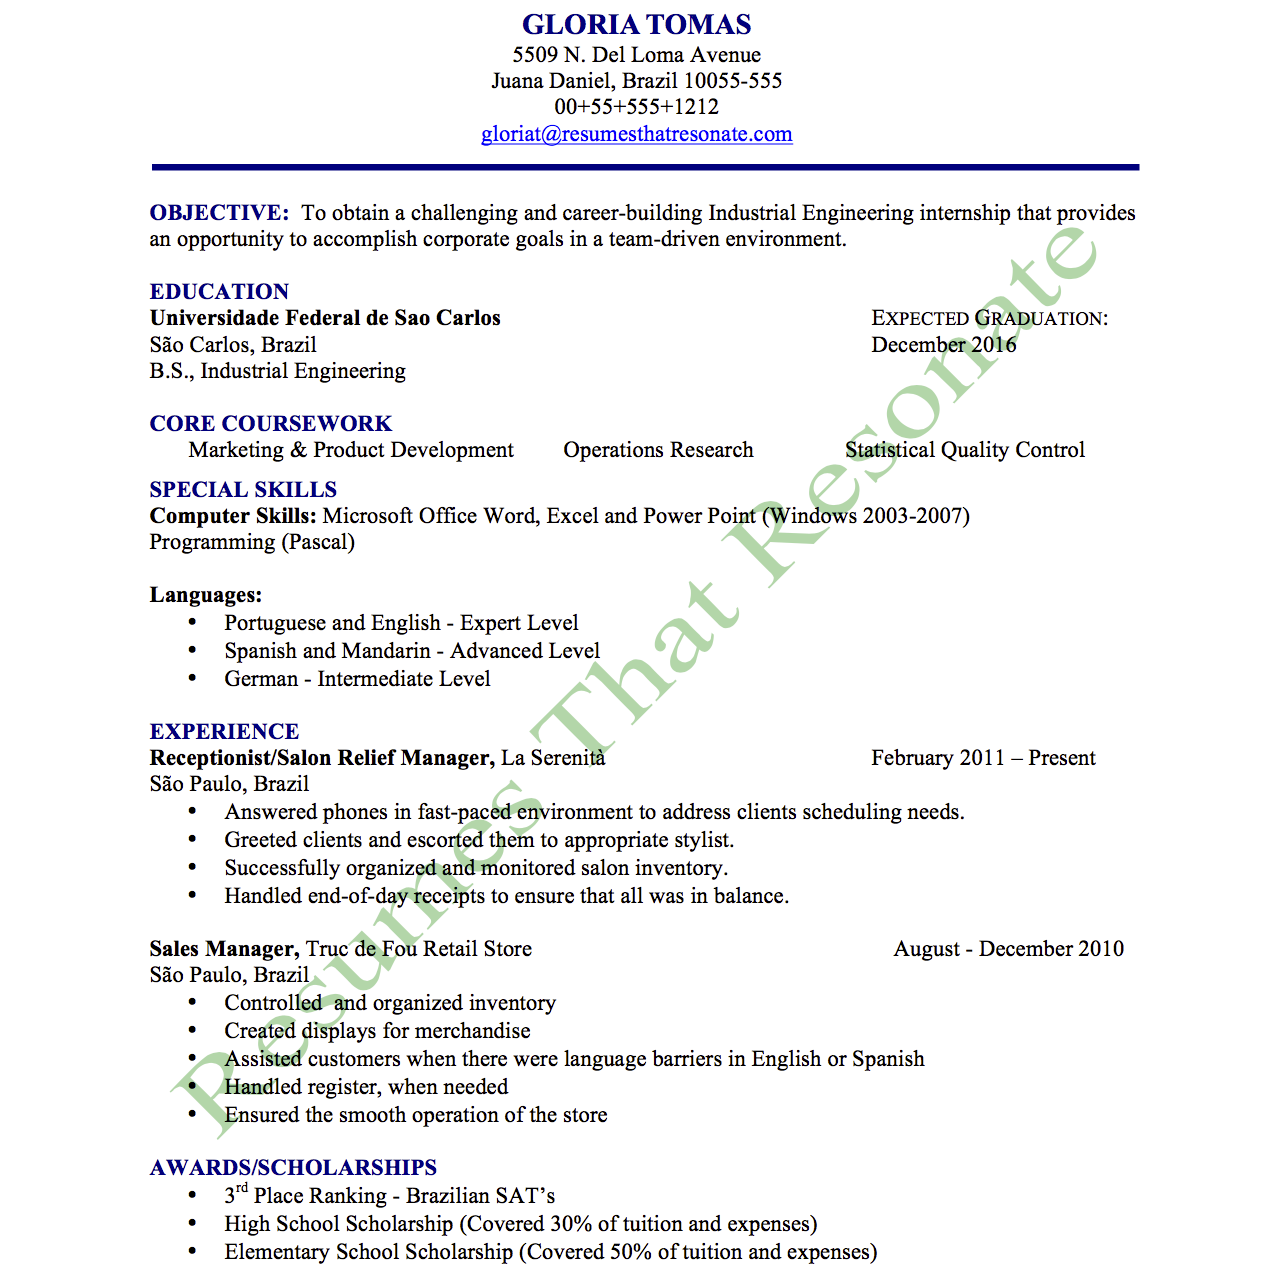 GLORIA TOMAS
5509 N. Del Loma Avenue
Juana Daniel, Brazil 10055-555
00+55+555+1212
gloriat@resumesthatresonate.com
OBJECTIVE: To obtain a challenging and career-building Industrial Engineering internship that provides
an opportunity to accomplish corporate goals in a team-driven environment.
EDUCATION
Universidade Federal de Sao Carlos EXPECTED GRADUATION:
São Carlos, Brazil December 2016
B.S., Industrial Engineering
CORE COURSEWORK
Marketing & Product Development Operations Research Statistical Quality Control
SPECIAL SKILLS
Computer Skills: Microsoft Office Word, Excel and Power Point (Windows 2003-2007)
Programming (Pascal)
Languages:
• Portuguese and English - Expert Level
• Spanish and Mandarin - Advanced Level
• German - Intermediate Level
EXPERIENCE
Receptionist/Salon Relief Manager, La Serenità February 2011 – Present
São Paulo, Brazil
• Answered phones in fast-paced environment to address clients scheduling needs.
• Greeted clients and escorted them to appropriate stylist.
• Successfully organized and monitored salon inventory.
• Handled end-of-day receipts to ensure that all was in balance.
Sales Manager, Truc de Fou Retail Store August - December 2010
São Paulo, Brazil
• Controlled and organized inventory
• Created displays for merchandise
• Assisted customers when there were language barriers in English or Spanish
• Handled register, when needed
• Ensured the smooth operation of the store
AWARDS/SCHOLARSHIPS
• 3rd Place Ranking - Brazilian SAT's
• High School Scholarship (Covered 30% of tuition and expenses)
• Elementary School Scholarship (Covered 50% of tuition and expenses)
Resumes That Resonate